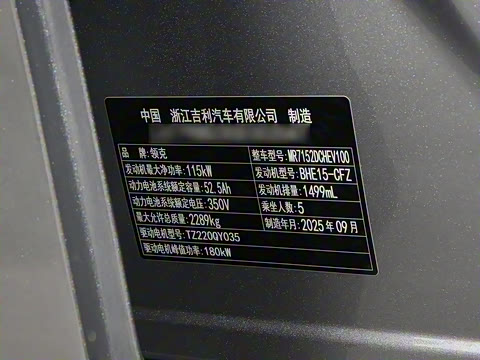 中国 浙江吉利汽车有限公司 制造
品 牌:领克 整车型号:MR7152DCHEV100
发动机最大净功率:115kW 发动机型号:BHE15-CFZ
动力电池系统额定容量:52.5Ah 发动机排量:1499mL
动力电池系统额定电压:350V 乘坐人数:5
最大允许总质量:2289kg 制造年月:2025年09月
驱动电机型号:TZ220QY035
驱动电机峰值功率:180kW